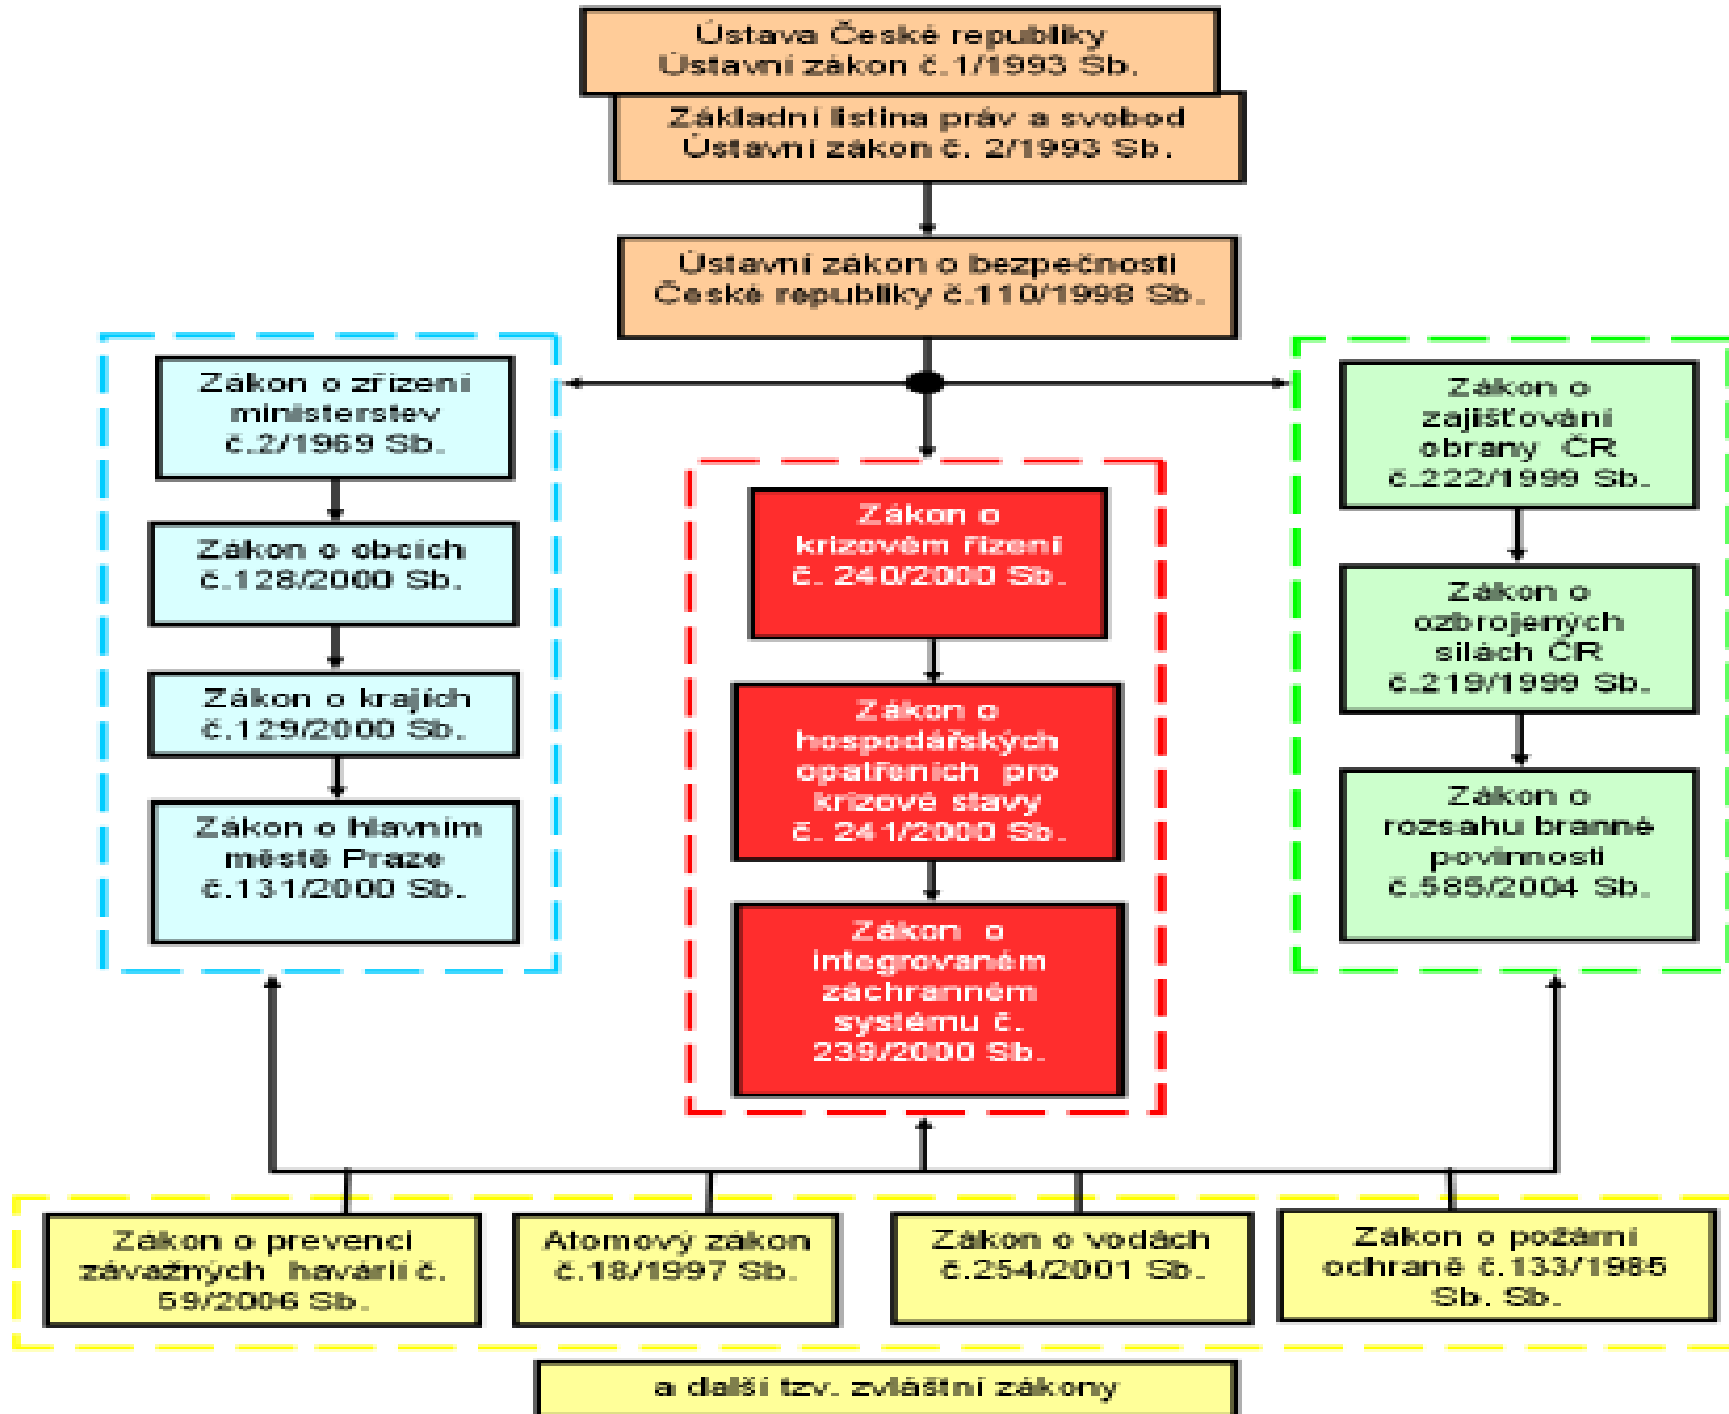 Ústava České republiky
Ústavní zákon č.1/1993 Sb.
Základní listina práv a svobod
Ústavní zákon č. 2/1993 Sb.
Ústavní zákon o bezpečnosti
České republiky č.110/1998 Sb.
Zákon o zřízení
ministerstev
č.2/1969 Sb.
Zákon o obcích
č.128/2000 Sb.
Zákon o krajích
č.129/2000 Sb.
Zákon o hlavním
městě Praze
č.131/2000 Sb.
Zákon o
krizovém řízení
č. 240/2000 Sb.
Zákon o
hospodářských
opatřeních pro
krizové stavy
č. 241/2000 Sb.
Zákon o
integrovaném
záchranném
systému č.
239/2000 Sb.
Zákon o
zajišťování
obrany ČR
č.222/1999 Sb.
Zákon o
ozbrojených
silách ČR
č.219/1999 Sb.
Zákon o
rozsahu branné
povinnosti
č.585/2004 Sb.
Zákon o prevenci
závažných havárií č.
59/2006 Sb.
Atomový zákon
č.18/1997 Sb.
Zákon o vodách
č.254/2001 Sb.
Zákon o požární
ochraně č.133/1985
Sb. Sb.
a další tzv. zvláštní zákony